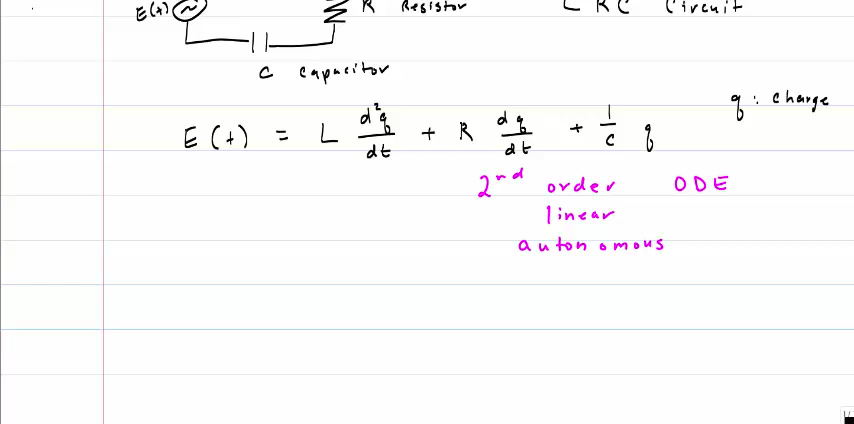 E(t) R Resistor LRC Circuit
C Capacitor
q: charge
E(t) = L d²q/dt + R dq/dt + 1/c q
2nd order ODE
linear
autonomous